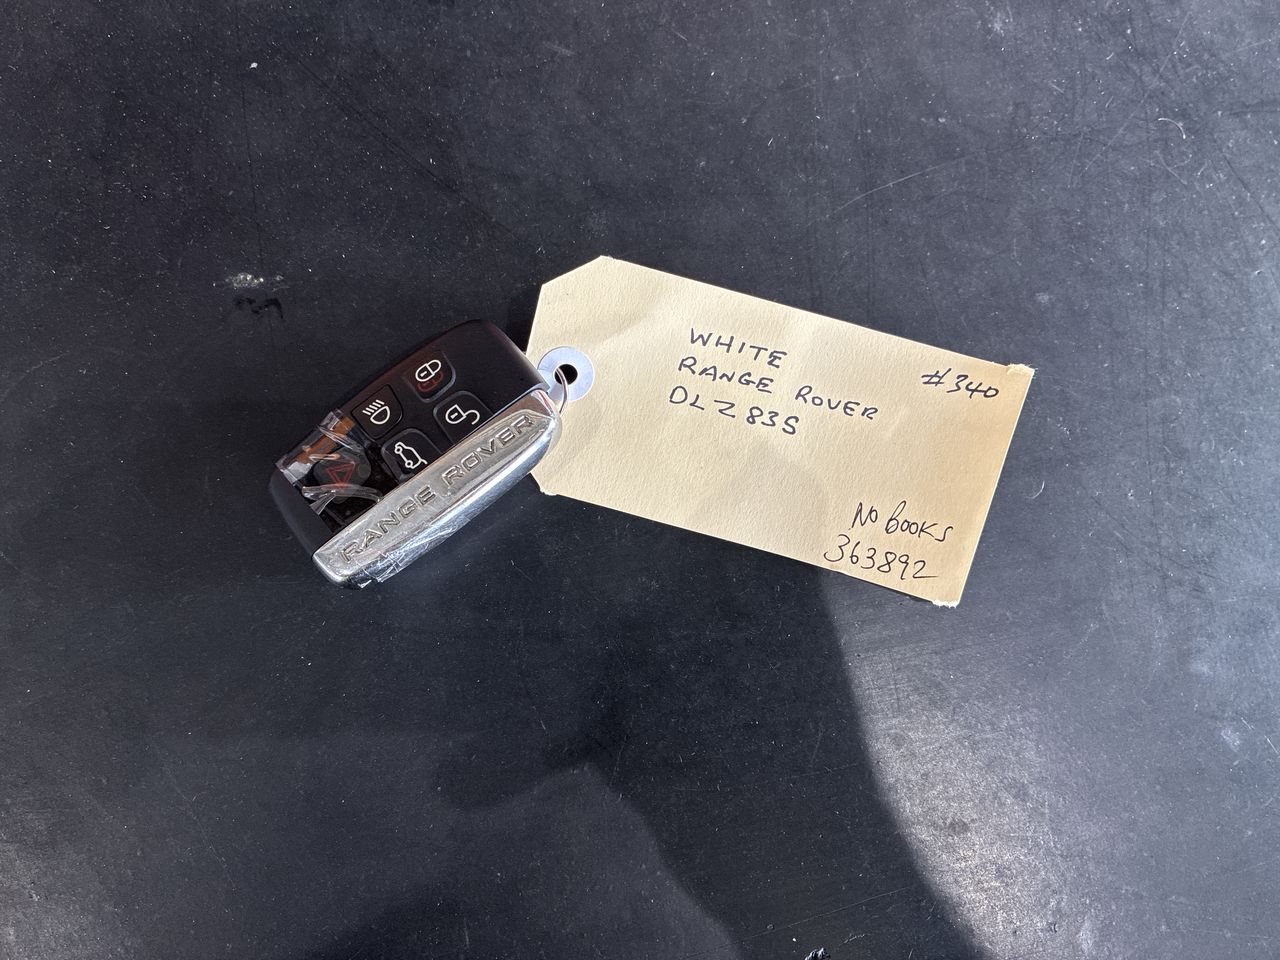 RANGE ROVER
WHITE
RANGE ROVER
DLZ83S
#340
No books
363892